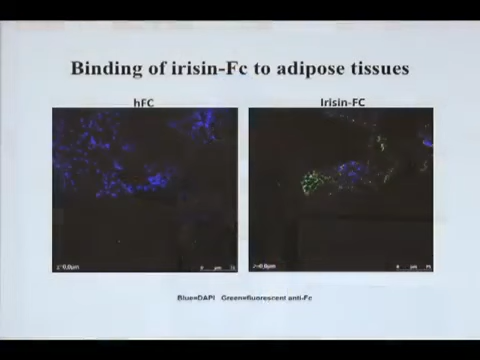 Binding of irisin-Fc to adipose tissues
hFC
Irisin-FC
Blue=DAPI Green=fluorescent anti-Fc